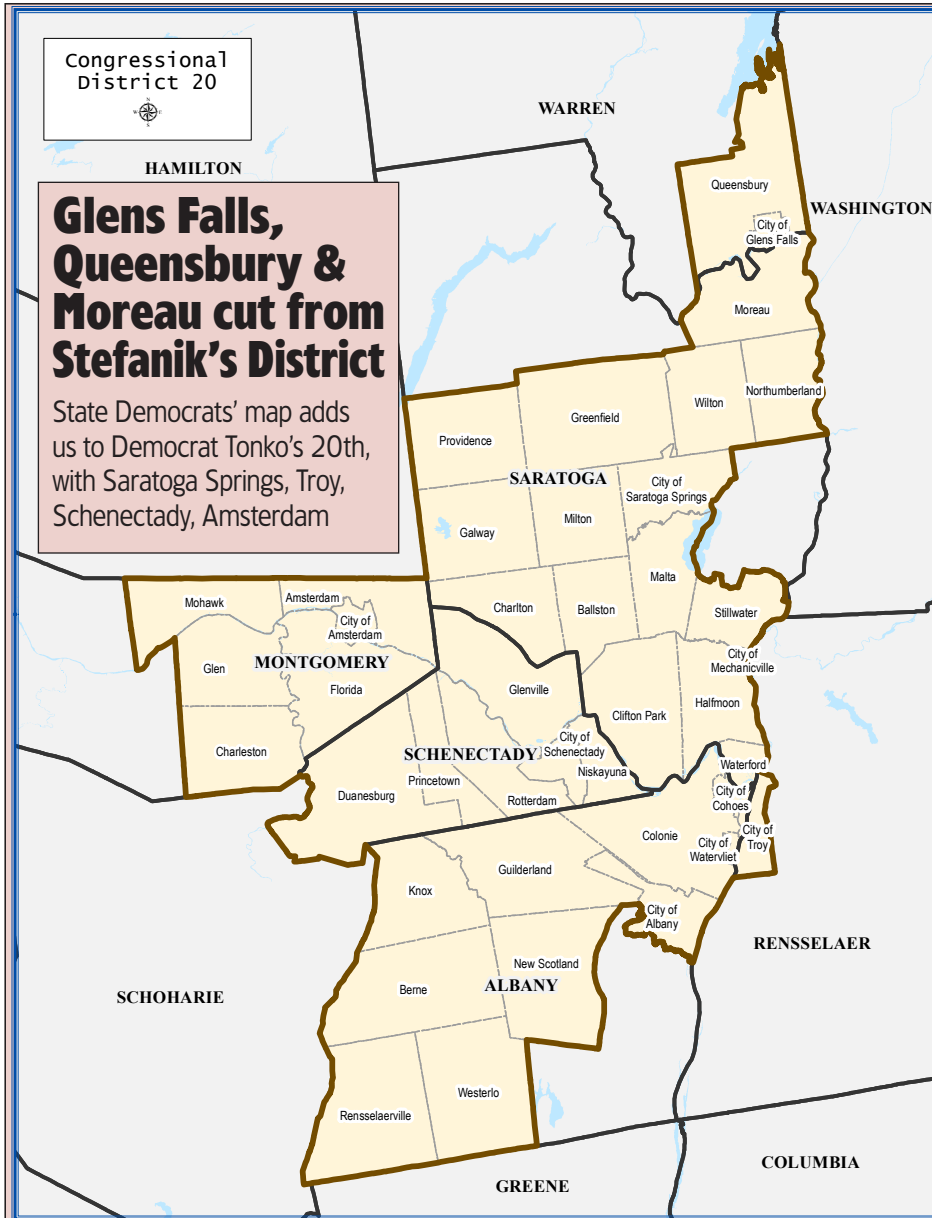 Congressional
District 20
N
W
E
S
WARREN
HAMILTON
WASHINGTON
Glens Falls,
Queensbury &
Moreau cut from
Stefanik's District
State Democrats' map adds
us to Democrat Tonko's 20th,
with Saratoga Springs, Troy,
Schenectady, Amsterdam
Queensbury
City of
Glens Falls
Moreau
Northumberland
Wilton
Greenfield
Providence
SARATOGA
City of
Saratoga Springs
Milton
Galway
Malta
Charlton
Ballston
Stillwater
City of
Mechanicville
Halfmoon
Clifton Park
Mohawk
Amsterdam
City of
Amsterdam
Glen
MONTGOMERY
Florida
Charleston
Glenville
City of
Schenectady
SCHENECTADY
Niskayuna
Princetown
Duanesburg
Rotterdam
Waterford
City of
Cohoes
City of
Troy
Colonie
City of
Watervliet
Guilderland
Knox
City of
Albany
RENSSELAER
New Scotland
ALBANY
Berne
SCHOHARIE
Westerlo
Rensselaerville
COLUMBIA
GREENE